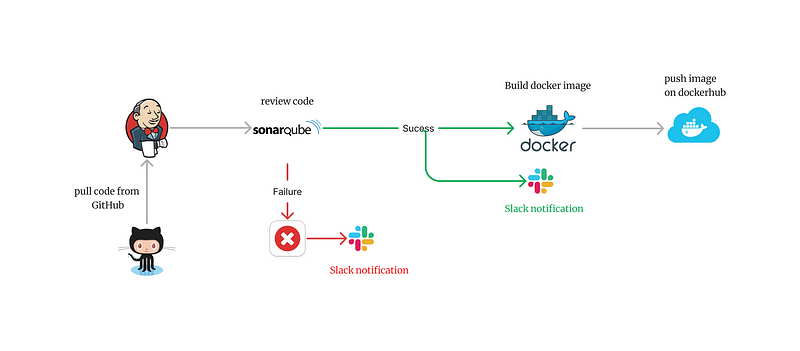 pull code from
GitHub
review code
sonarqube
Sucess
Failure
Slack notification
Build docker image
docker
Slack notification
push image
on dockerhub